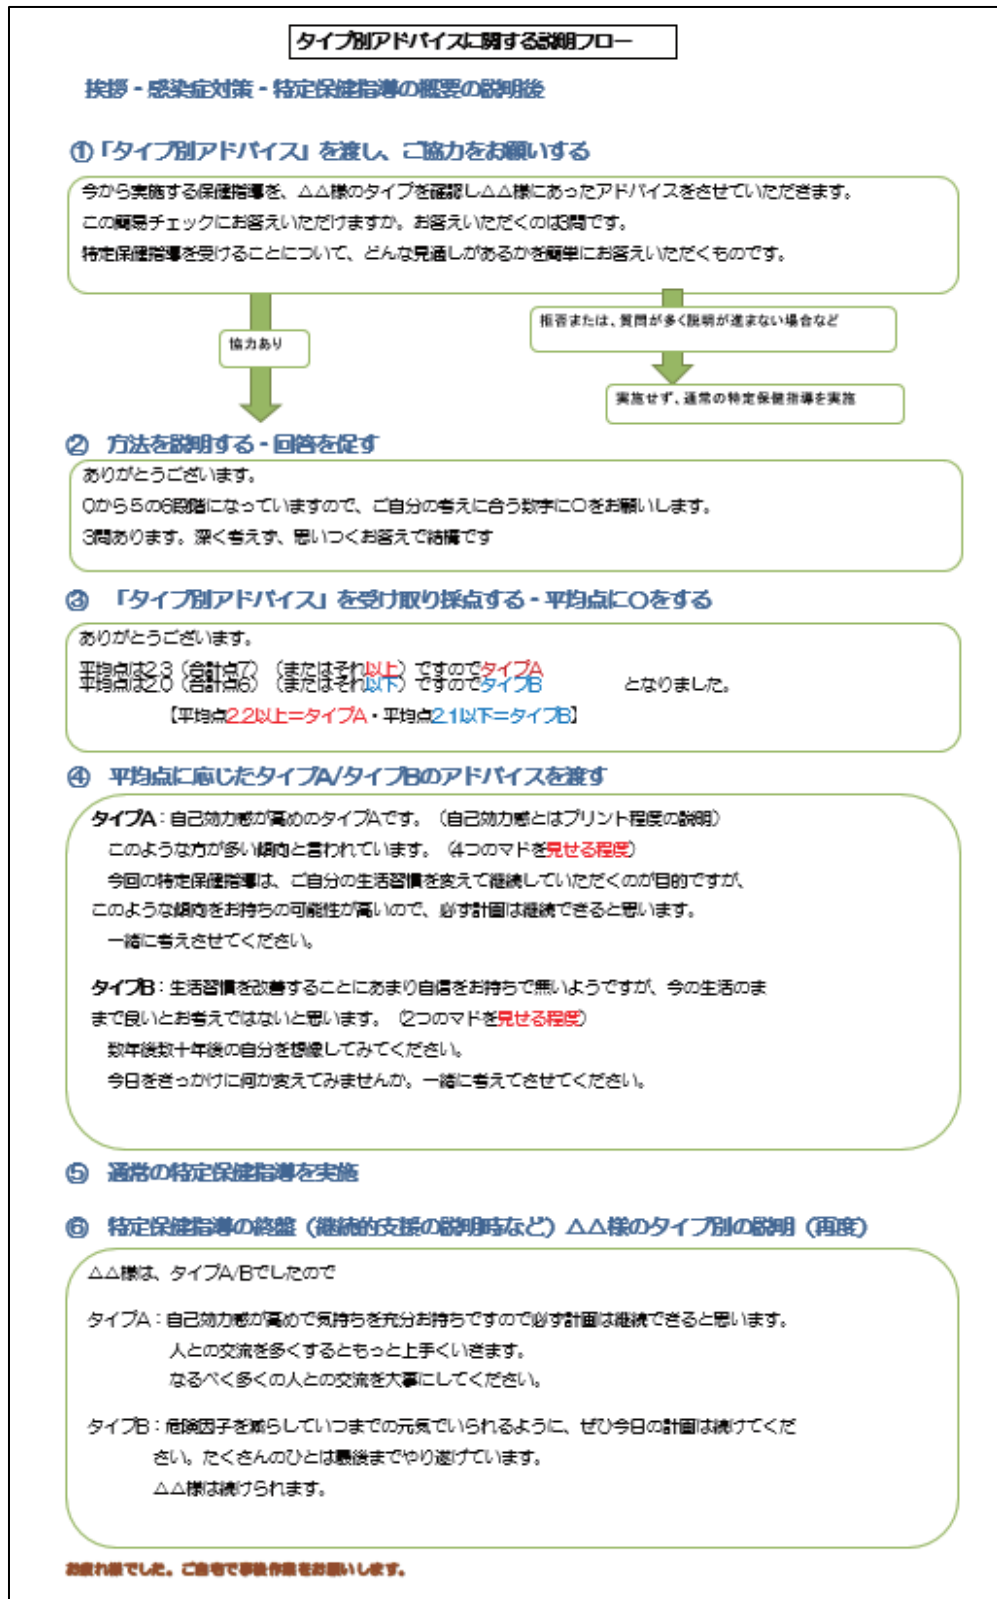 タイプ別アドバイスに関する説明フロー
挨拶・感染症対策・特定保健指導の概要の説明後
①「タイプ別アドバイス」を渡し、ご協力をお願いする
今から実施する保健指導を、△△様のタイプを確認し△△様にあったアドバイスをさせていただきます。
この簡易チェックにお答えいただけますか。お答えいただくのは3問です。
特定保健指導を受けることについて、どんな見通しがあるかを簡単にお答えいただくものです。
協力あり
拒否または、質問が多く説明が進まない場合など
実施せず、通常の特定保健指導を実施
② 方法を説明する・回答を促す
ありがとうございます。
0から5の6段階になっていますので、ご自分の考えに合う数字に○をお願いします。
3問あります。深く考えず、思いつくお答えで結構です
③ 「タイプ別アドバイス」を受け取り採点する・平均点に○をする
ありがとうございます。
平均点は2.3（合計点7）（またはそれ以上）ですのでタイプA
平均点は2.0（合計点6）（またはそれ以下）ですのでタイプB となりました。
【平均点2.2以上＝タイプA・平均点2.1以下＝タイプB】
④ 平均点に応じたタイプA/タイプBのアドバイスを渡す
タイプA：自己効力感が高めのタイプAです。（自己効力感とはプリント程度の説明）
このような方が多い傾向と言われています。（4つのマドを見せる程度）
今回の特定保健指導は、ご自分の生活習慣を変えて継続していただくのが目的ですが、
このような傾向をお持ちの可能性が高いので、必ず計画は継続できると思います。
一緒に考えさせてください。
タイプB：生活習慣を改善することにあまり自信をお持ちで無いようですが、今の生活のま
まで良いとお考えではないと思います。（2つのマドを見せる程度）
数年後数十年後の自分を想像してみてください。
今日をきっかけに何か変えてみませんか。一緒に考えてさせてください。
⑤ 通常の特定保健指導を実施
⑥ 特定保健指導の終盤（継続的支援の説明時など）△△様のタイプ別の説明（再度）
△△様は、タイプA/Bでしたので
タイプA：自己効力感が高めで気持ちを充分お持ちですので必ず計画は継続できると思います。
人との交流を多くするともっと上手くいきます。
なるべく多くの人との交流を大事にしてください。
タイプB：危険因子を減らしていつまでの元気でいられるように、ぜひ今日の計画は続けてくだ
さい。たくさんのひとは最後までやり遂げています。
△△様は続けられます。
お疲れ様でした。ご自宅で事後作業をお願いします。